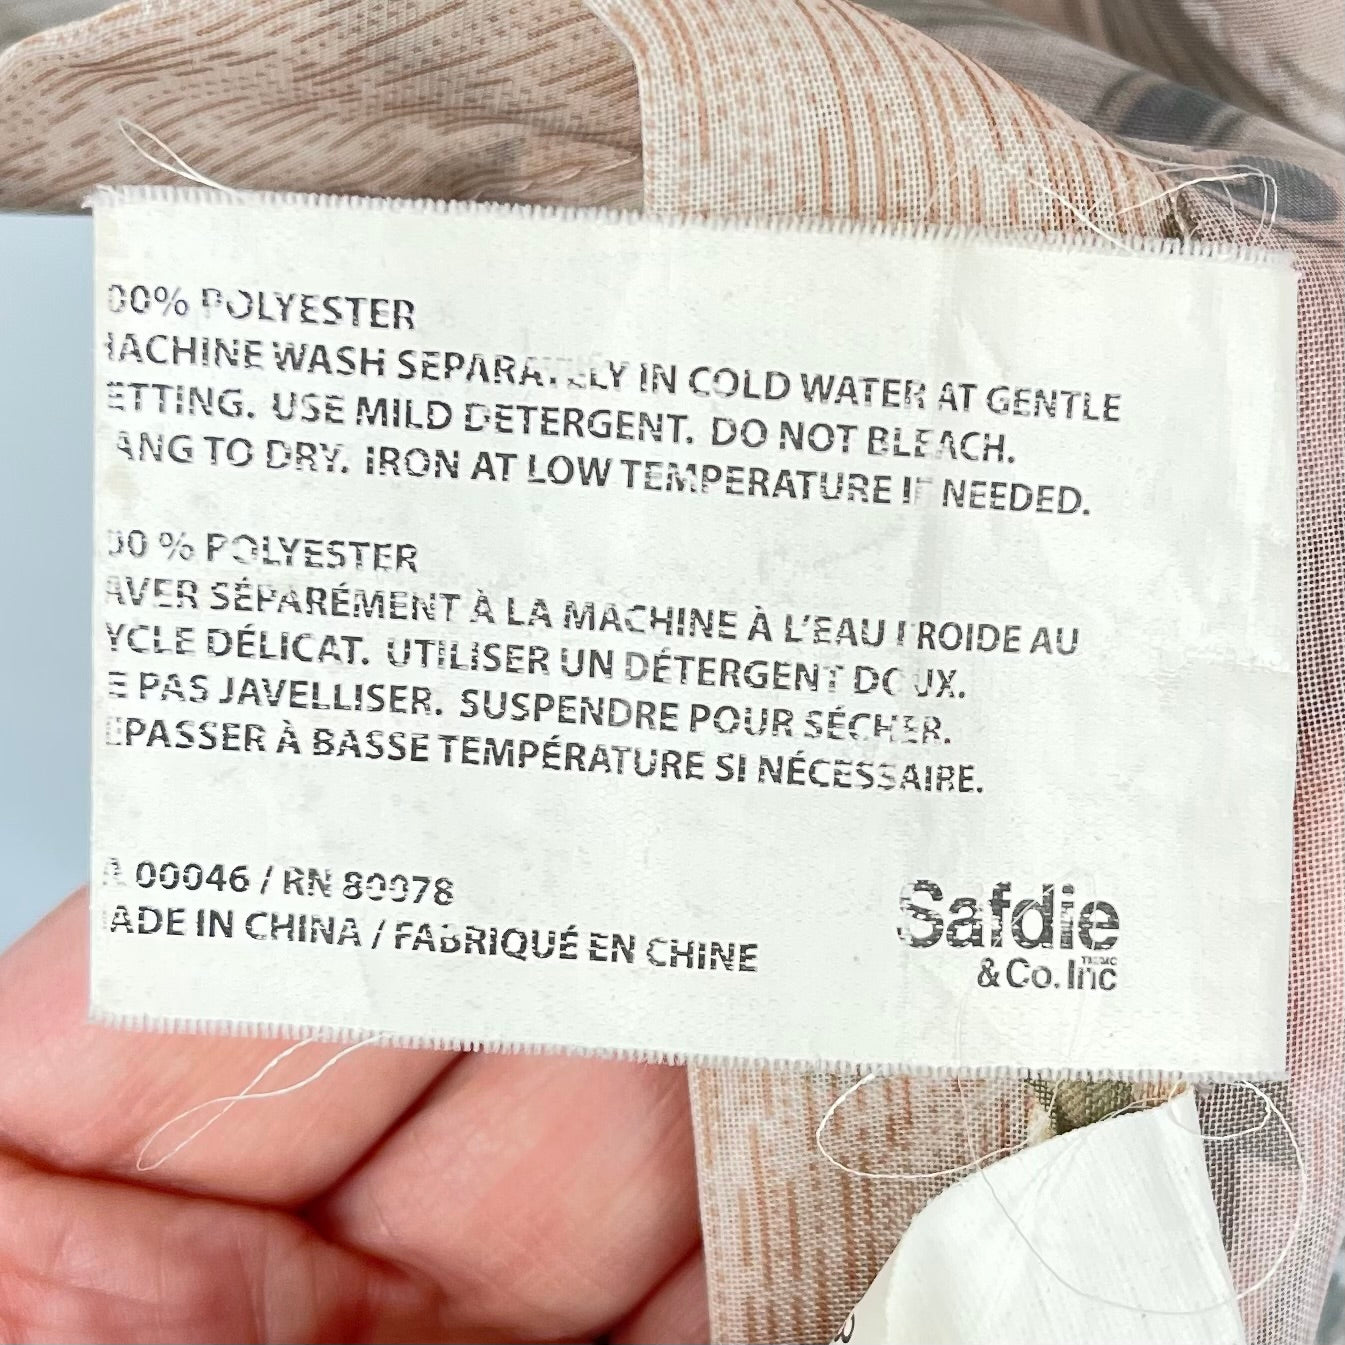 00% POLYESTER
MACHINE WASH SEPARATELY IN COLD WATER AT GENTLE
ETTING. USE MILD DETERGENT. DO NOT BLEACH.
ANG TO DRY. IRON AT LOW TEMPERATURE IF NEEDED.
00 % POLYESTER
AVER SÉPARÉMENT À LA MACHINE À L'EAU FROIDE AU
YCLE DÉLICAT. UTILISER UN DÉTERGENT DOUX.
E PAS JAVELLISER. SUSPENDRE POUR SÉCHER.
EPASSER À BASSE TEMPÉRATURE SI NÉCESSAIRE.
A 00046 / RN 80978
ADE IN CHINA / FABRIQUÉ EN CHINE
Safdie
& Co. Inc